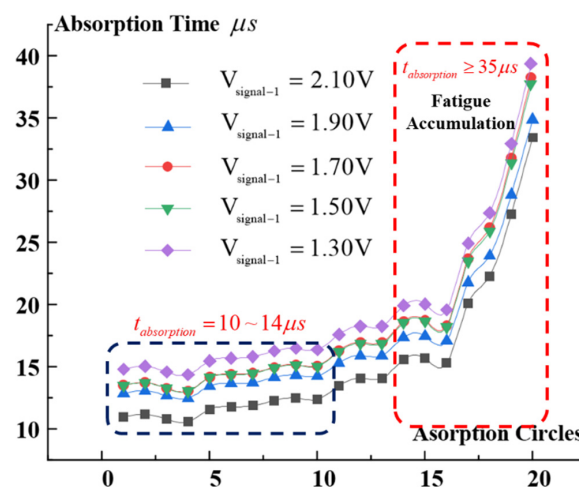 Absorption Time μs
40
35
30
25
20
15
10
V_signal−1 = 2.10V
V_signal−1 = 1.90V
V_signal−1 = 1.70V
V_signal−1 = 1.50V
V_signal−1 = 1.30V
t_absorption ≥ 35μs
Fatigue
Accumulation
t_absorption = 10 ~ 14μs
Asorption Circles
0 5 10 15 20